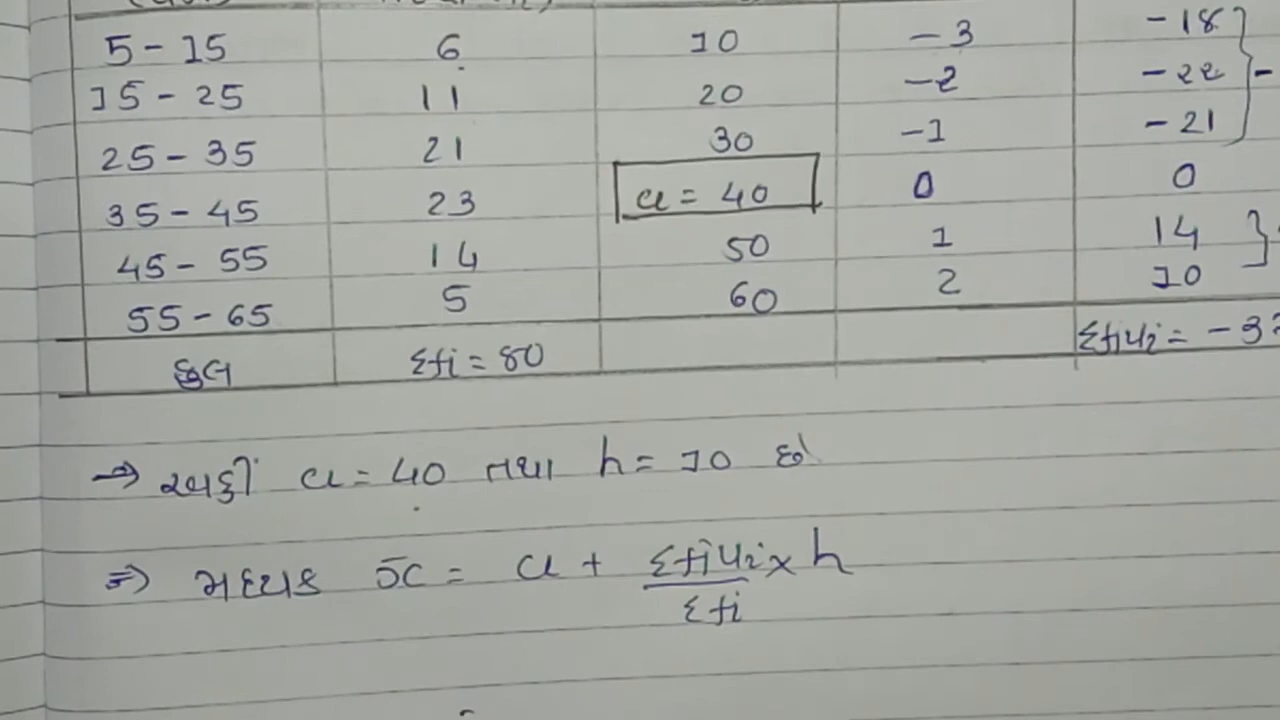 5 - 15 6 10 -3 -18
15 - 25 11 20 -2 -22 -
25 - 35 21 30 -1 -21
35 - 45 23 a = 40 0 0
45 - 55 14 50 1 14
55 - 65 5 60 2 10
કુલ Σfi = 80 Σfiui = -3
→ અહીં a = 40 તથા h = 10 છે
⇒ મધ્યક x̄ = a + Σfiui/Σfi × h